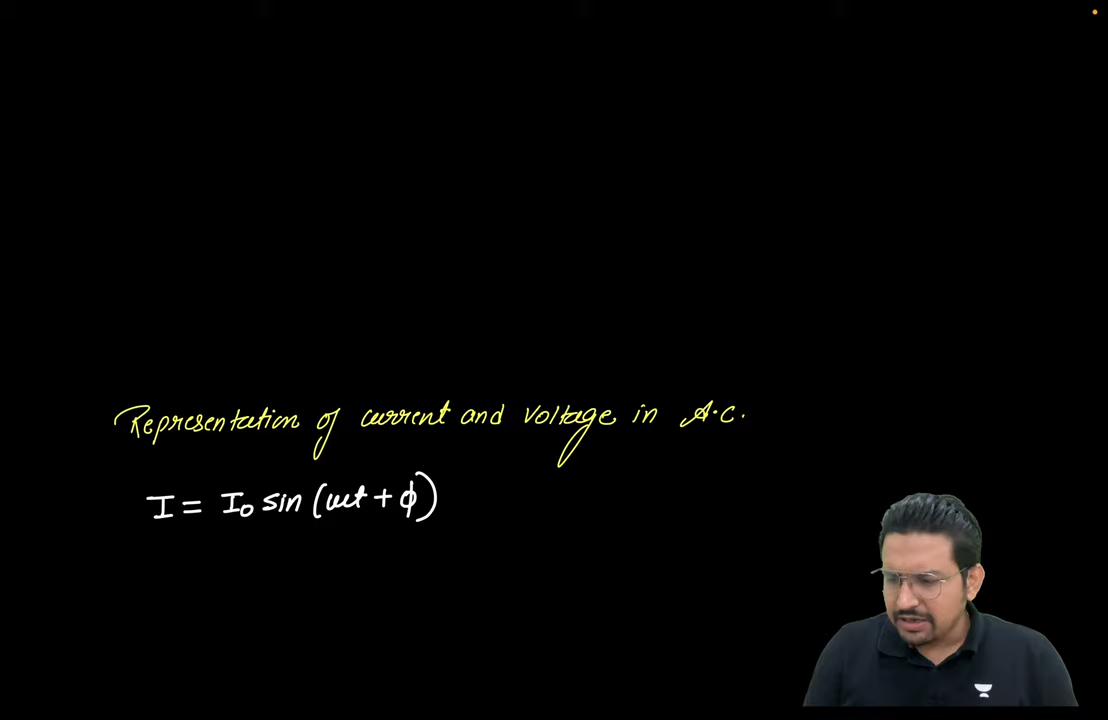 Representation of current and voltage in A.C.
I = I₀ sin (ωt + ϕ)